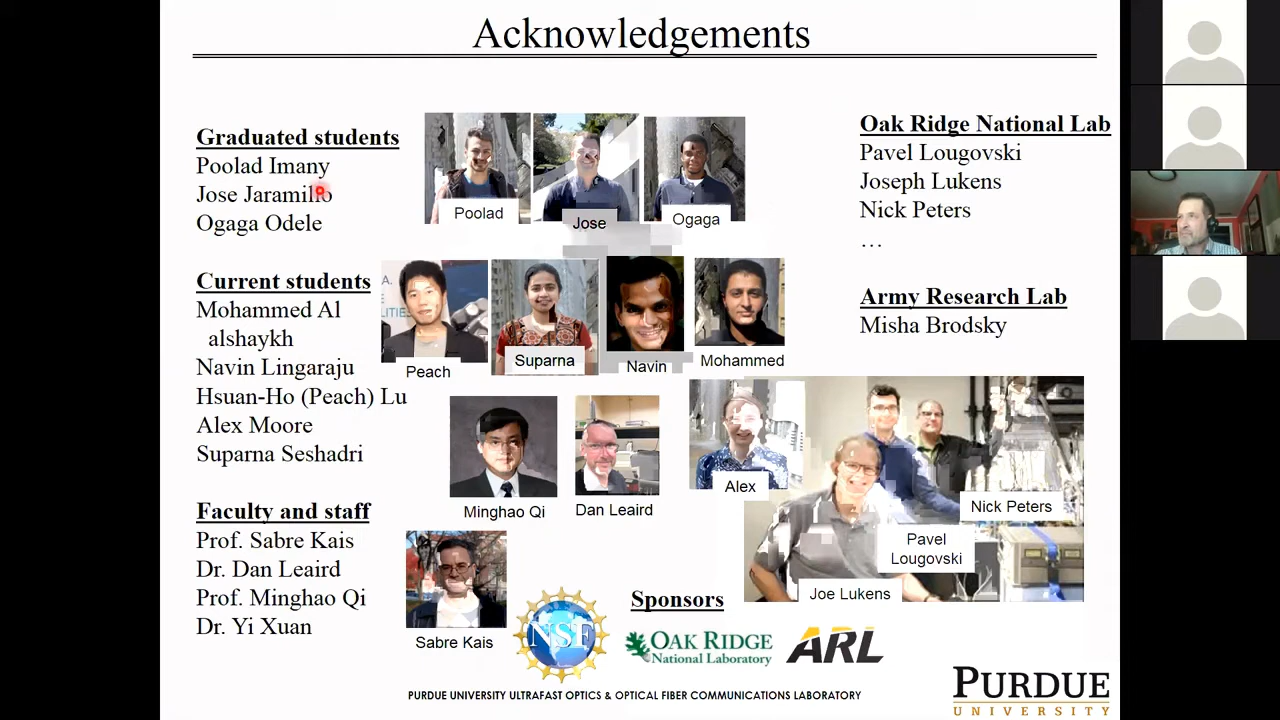 Acknowledgements
Graduated students
Poolad Imany
Jose Jaramillo
Ogaga Odele
Current students
Mohammed Al
alshaykh
Navin Lingaraju
Hsuan-Ho (Peach) Lu
Alex Moore
Suparna Seshadri
Faculty and staff
Prof. Sabre Kais
Dr. Dan Leaird
Prof. Minghao Qi
Dr. Yi Xuan
Poolad
Jose
Ogaga
Peach
Suparna
Navin
Mohammed
Minghao Qi
Dan Leaird
Alex
Nick Peters
Pavel
Lougovski
Joe Lukens
Sabre Kais
Oak Ridge National Lab
Pavel Lougovski
Joseph Lukens
Nick Peters
…
Army Research Lab
Misha Brodsky
Sponsors
NSF
OAK RIDGE
National Laboratory
ARL
PURDUE UNIVERSITY ULTRAFAST OPTICS & OPTICAL FIBER COMMUNICATIONS LABORATORY
PURDUE
UNIVERSITY